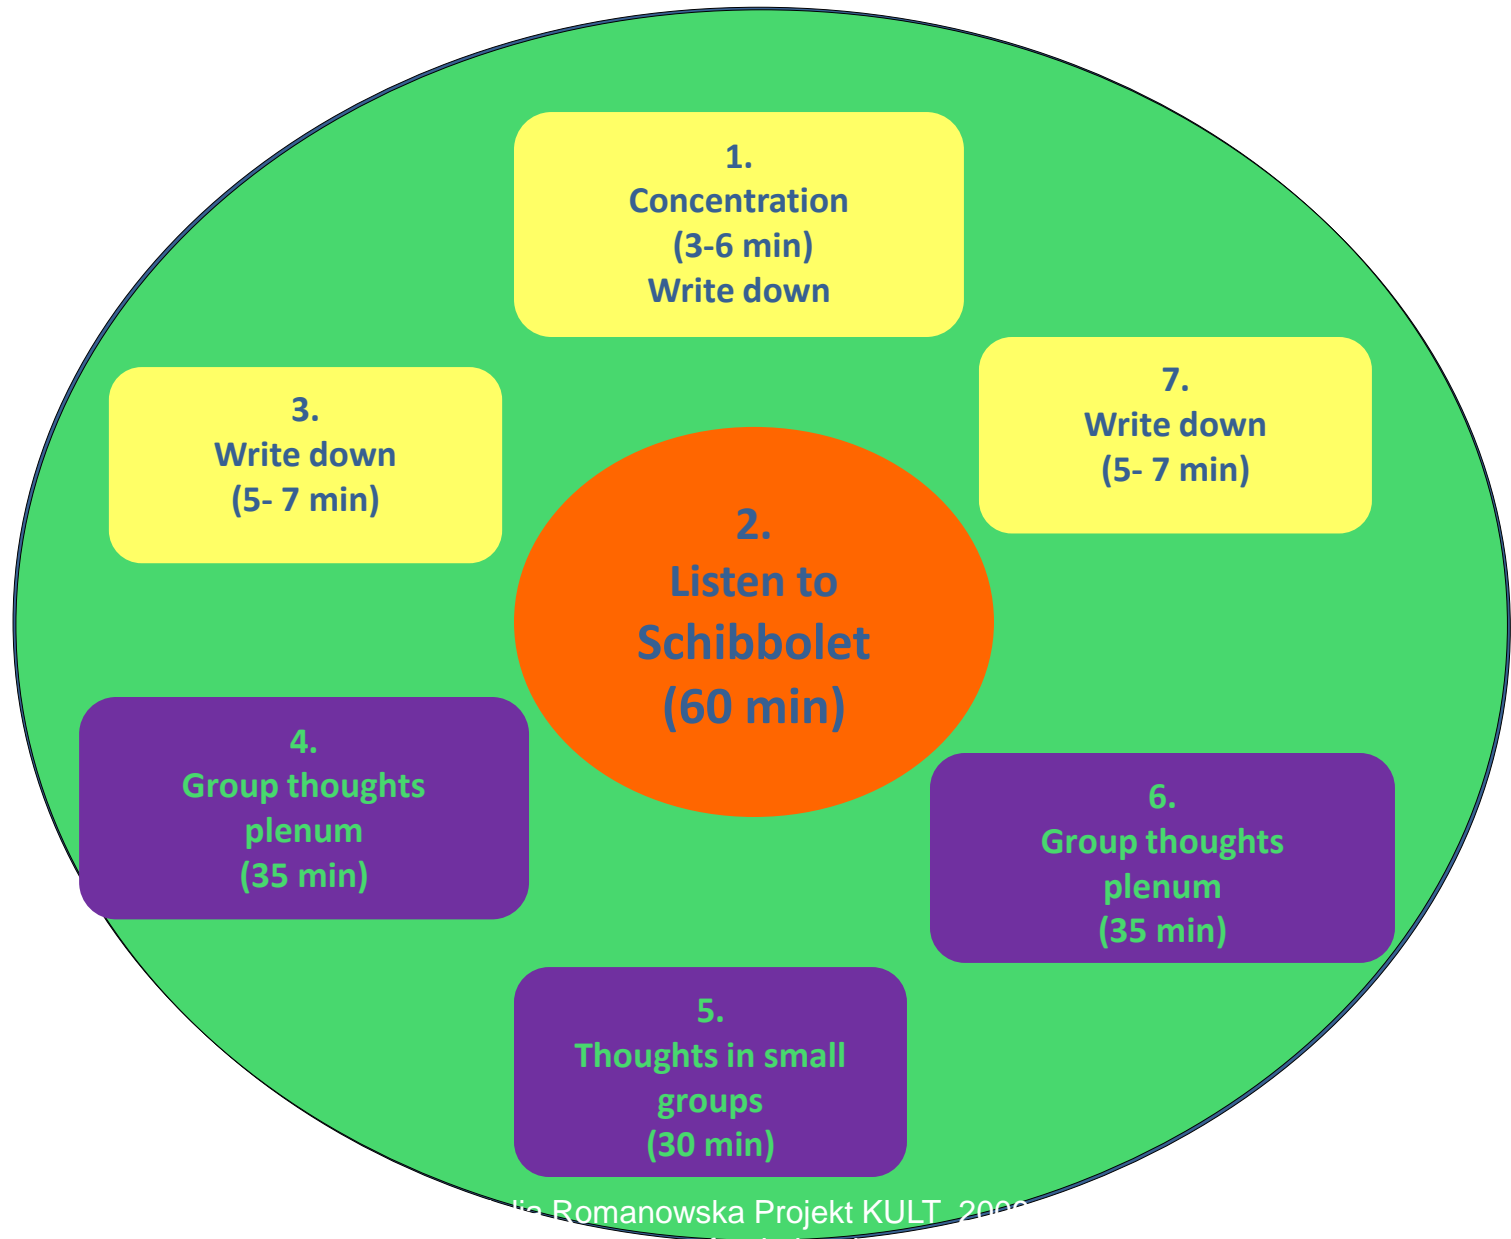 1.
Concentration
(3-6 min)
Write down
2.
Listen to
Schibbolet
(60 min)
3.
Write down
(5- 7 min)
4.
Group thoughts
plenum
(35 min)
5.
Thoughts in small
groups
(30 min)
6.
Group thoughts
plenum
(35 min)
7.
Write down
(5- 7 min)
Romanowska Projekt KULT